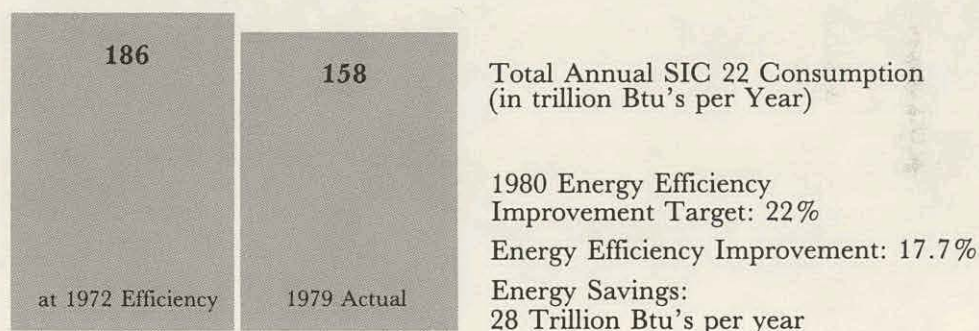 186
158
at 1972 Efficiency
1979 Actual
Total Annual SIC 22 Consumption
(in trillion Btu's per Year)
1980 Energy Efficiency
Improvement Target: 22%
Energy Efficiency Improvement: 17.7%
Energy Savings:
28 Trillion Btu's per year